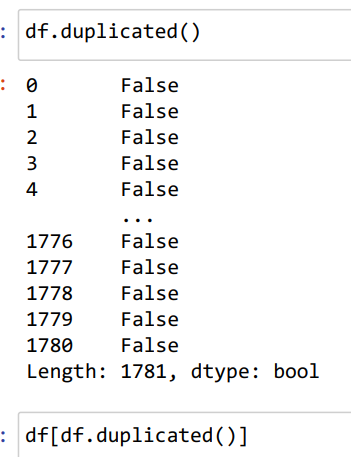 : df.duplicated()
: 0 False
1 False
2 False
3 False
4 False
...
1776 False
1777 False
1778 False
1779 False
1780 False
Length: 1781, dtype: bool
: df[df.duplicated()]